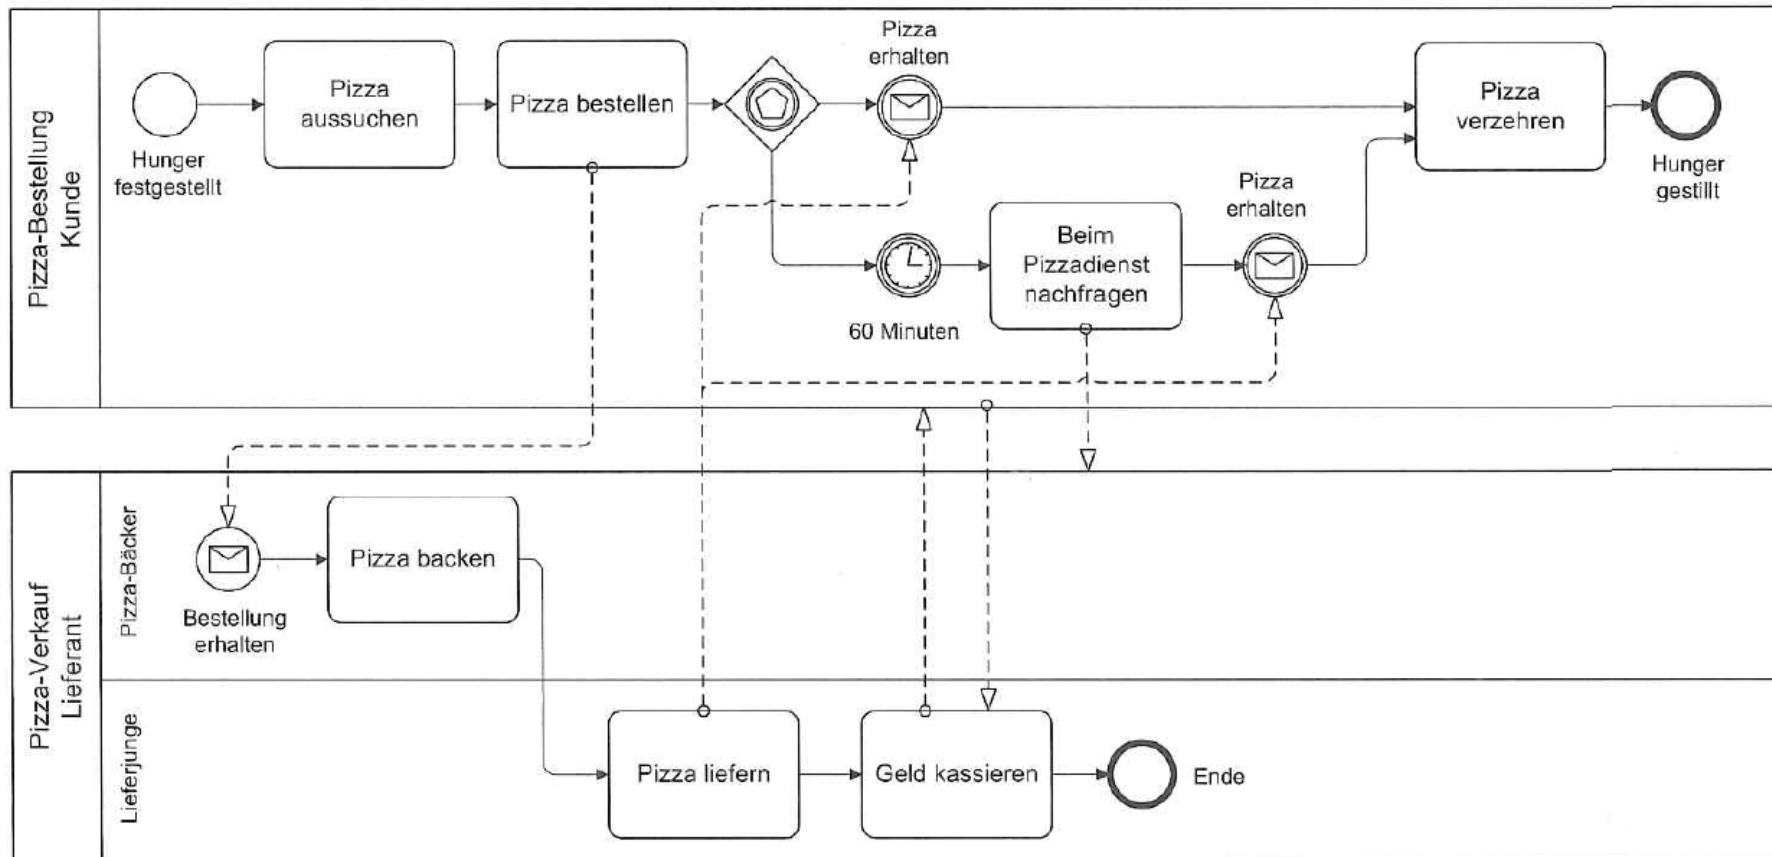 Pizza-Bestellung
Kunde
Hunger
festgestellt
Pizza
aussuchen
Pizza bestellen
Pizza
erhalten
60 Minuten
Beim
Pizzadienst
nachfragen
Pizza
erhalten
Pizza
verzehren
Hunger
gestillt
Pizza-Verkauf
Lieferant
Pizza-Bäcker
Bestellung
erhalten
Pizza backen
Lieferjunge
Pizza liefern
Geld kassieren
Ende